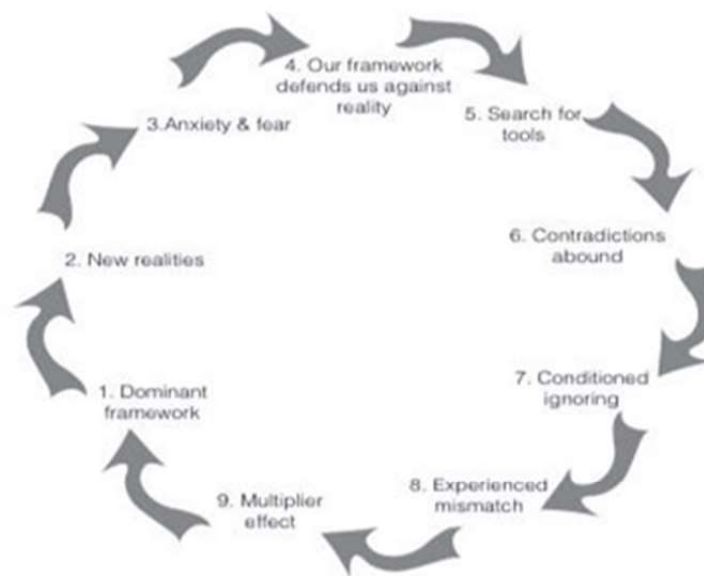 4. Our framework
defends us against
reality
3.Anxiety & fear
5. Search for
tools
6. Contradictions
abound
2. New realities
7. Conditioned
ignoring
1. Dominant
framework
8. Experienced
mismatch
9. Multiplier
effect